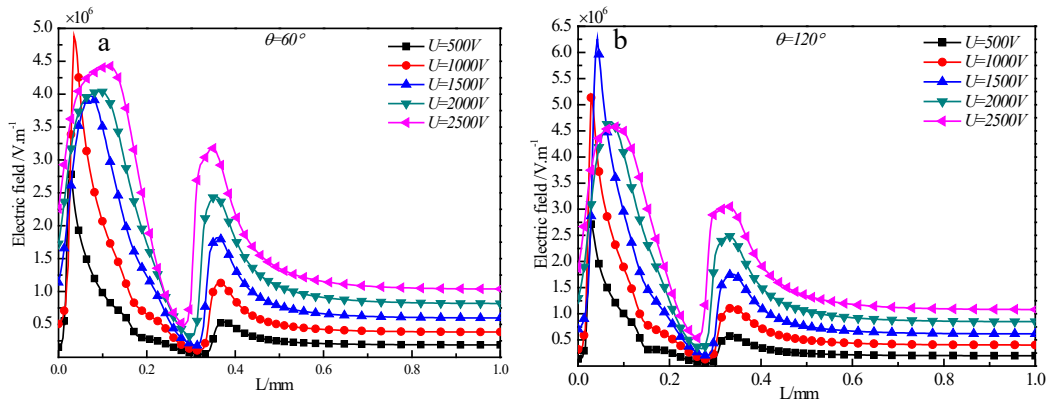 ×10⁶
a
θ=60°
U=500V
U=1000V
U=1500V
U=2000V
U=2500V
5.0
4.5
4.0
3.5
3.0
2.5
2.0
1.5
1.0
0.5
Electric field /V.m⁻¹
0.0 0.2 0.4 0.6 0.8 1.0
L/mm
×10⁶
b
θ=120°
U=500V
U=1000V
U=1500V
U=2000V
U=2500V
6.5
6.0
5.5
5.0
4.5
4.0
3.5
3.0
2.5
2.0
1.5
1.0
0.5
Electric field /V.m⁻¹
0.0 0.2 0.4 0.6 0.8 1.0
L/mm